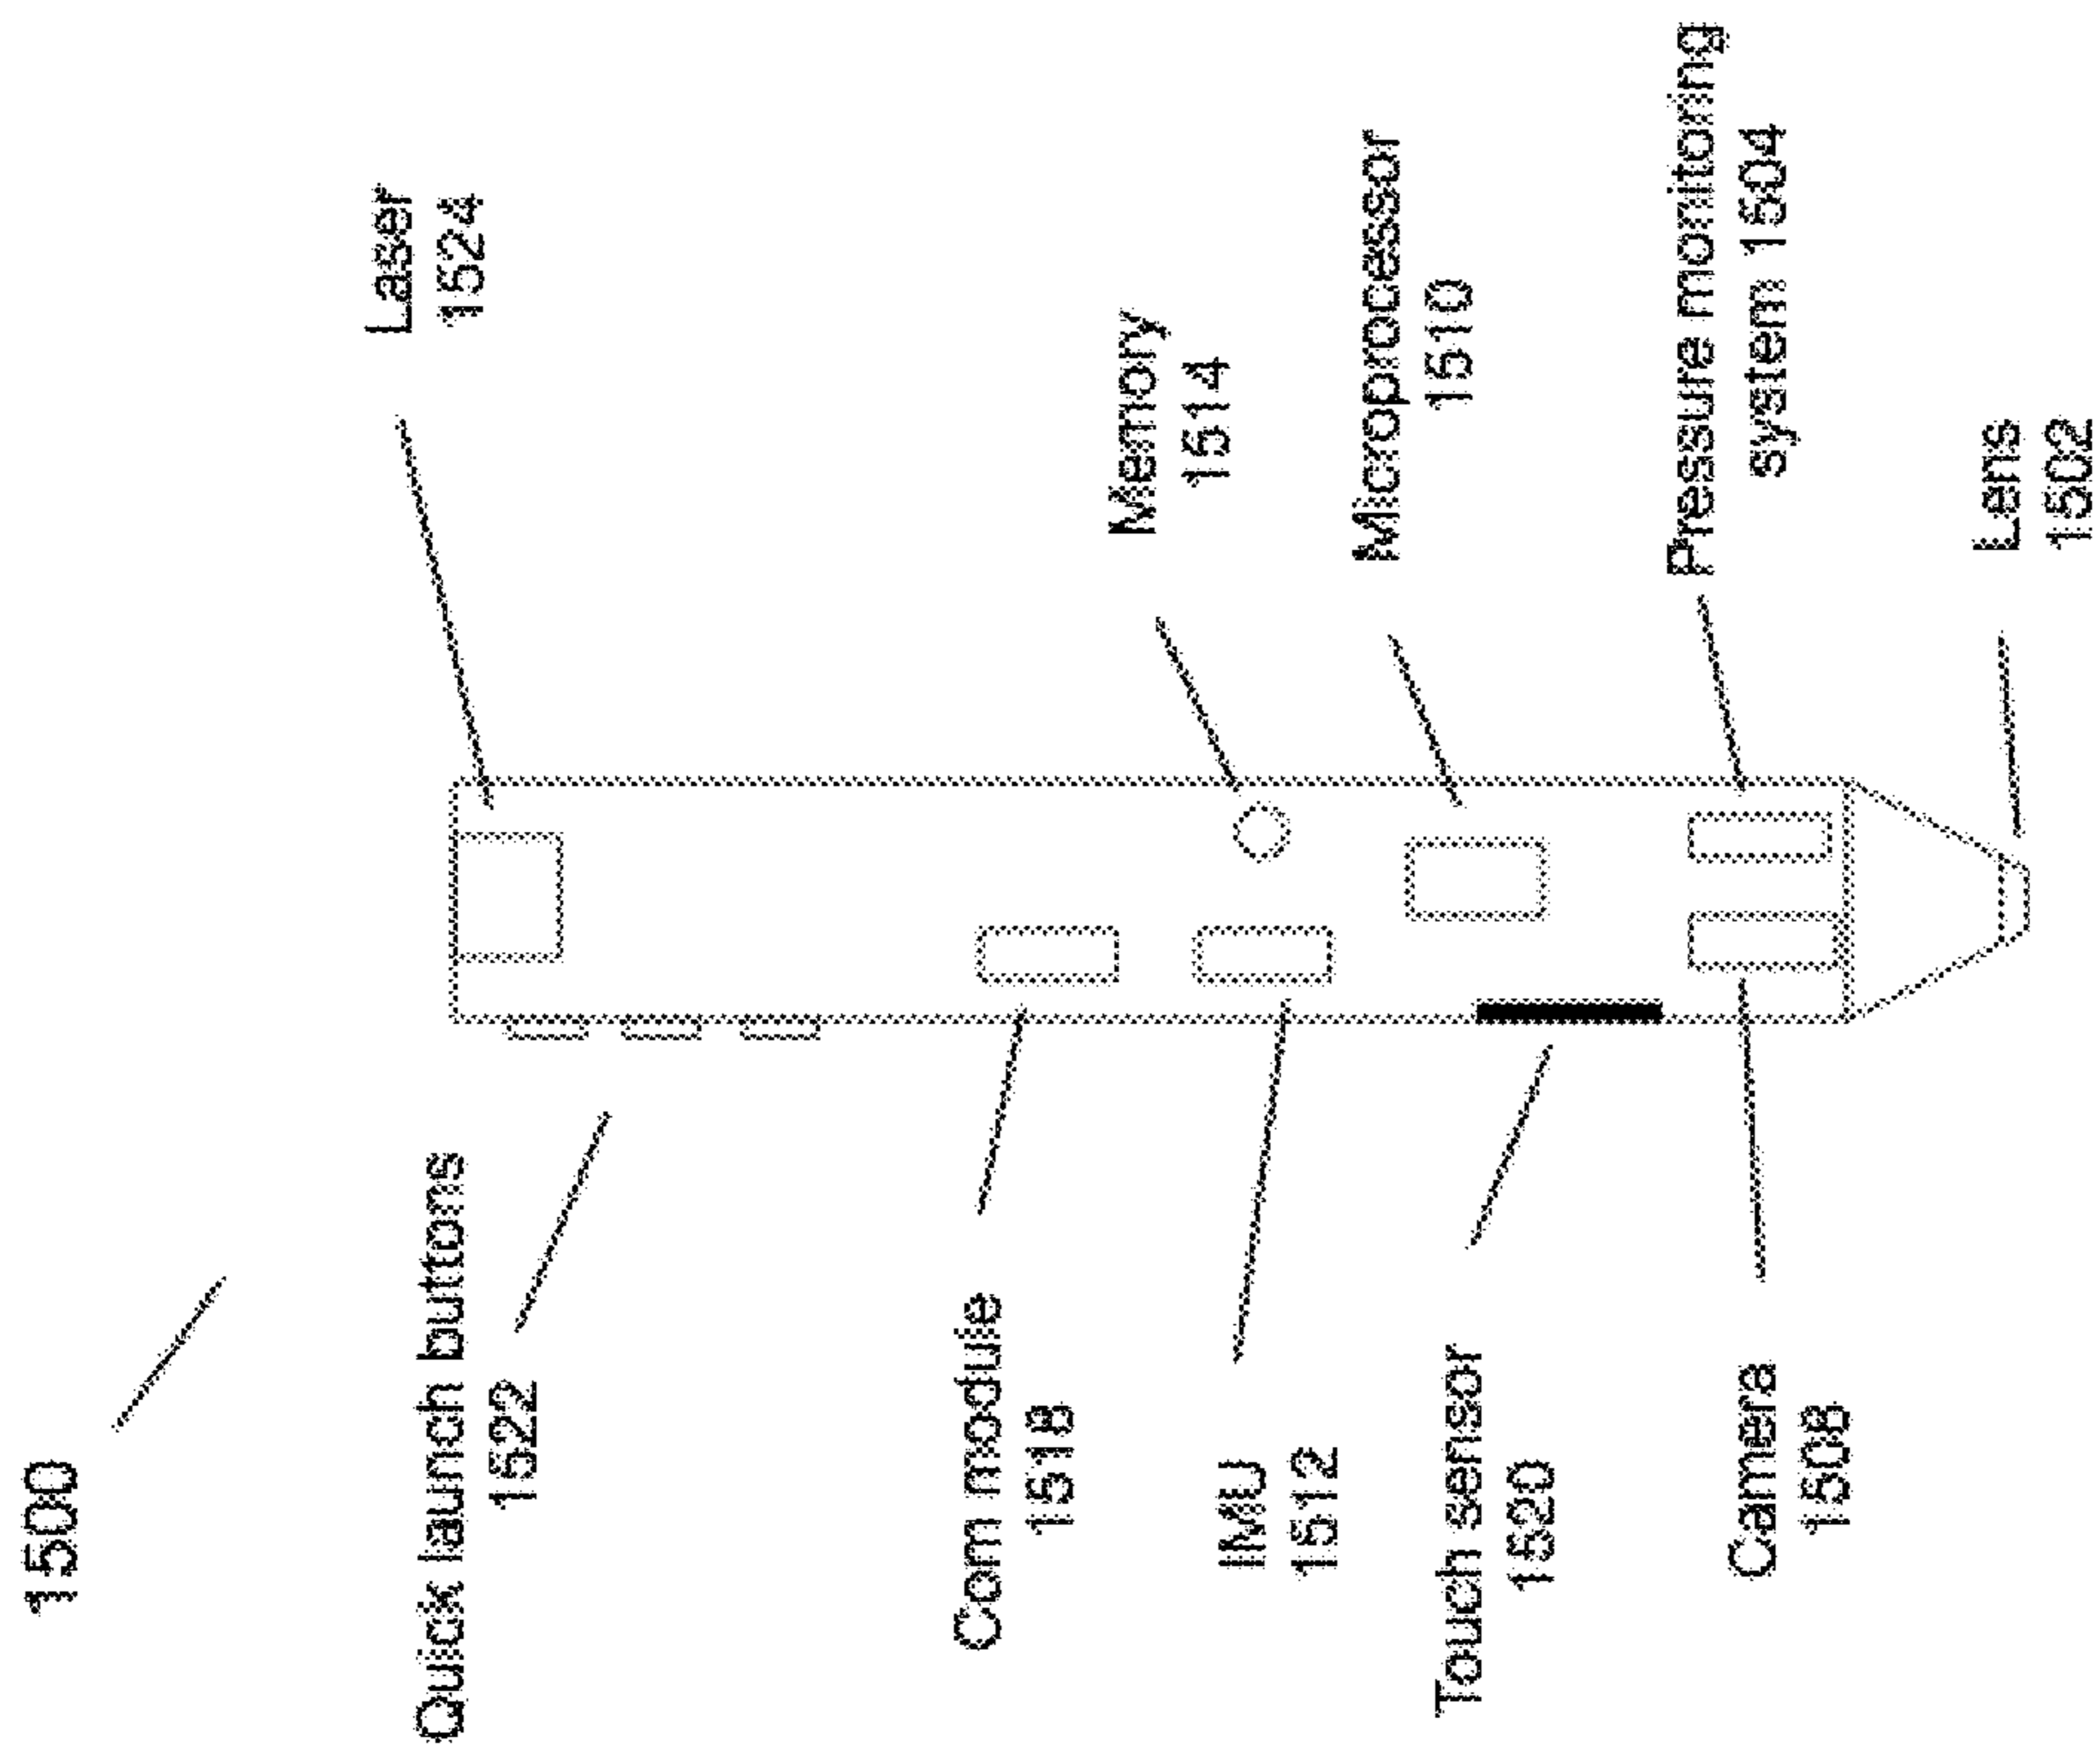 1500
Quick launch buttons
1522
Com module
1518
IMU
1512
Touch sensor
1520
Camera
1508
Laser
1524
Memory
1514
Microprocessor
1510
Pressure monitoring
system 1504
Lens
1502